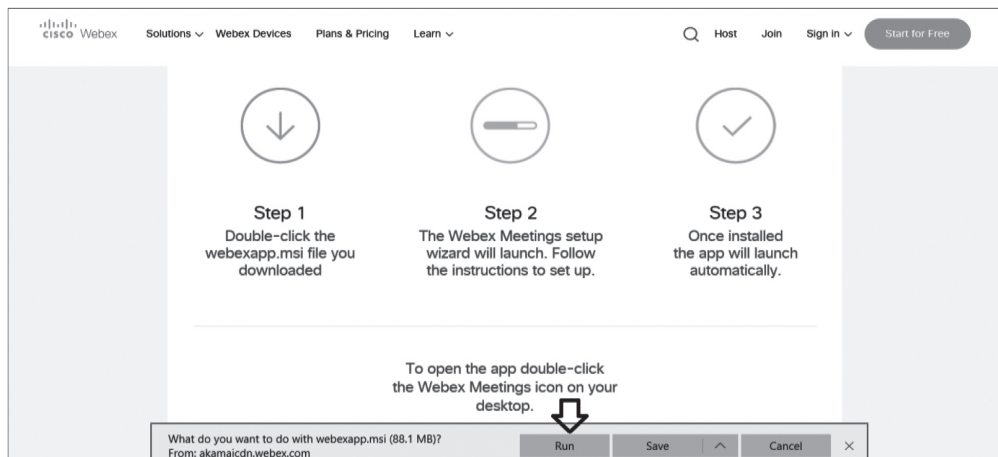 cisco Webex Solutions Webex Devices Plans & Pricing Learn Host Join Sign in Start for Free
Step 1
Double-click the
webexapp.msi file you
downloaded
Step 2
The Webex Meetings setup
wizard will launch. Follow
the instructions to set up.
Step 3
Once installed
the app will launch
automatically.
To open the app double-click
the Webex Meetings icon on your
desktop.
What do you want to do with webexapp.msi (88.1 MB)?
From: akamaicdn.webex.com
Run Save Cancel